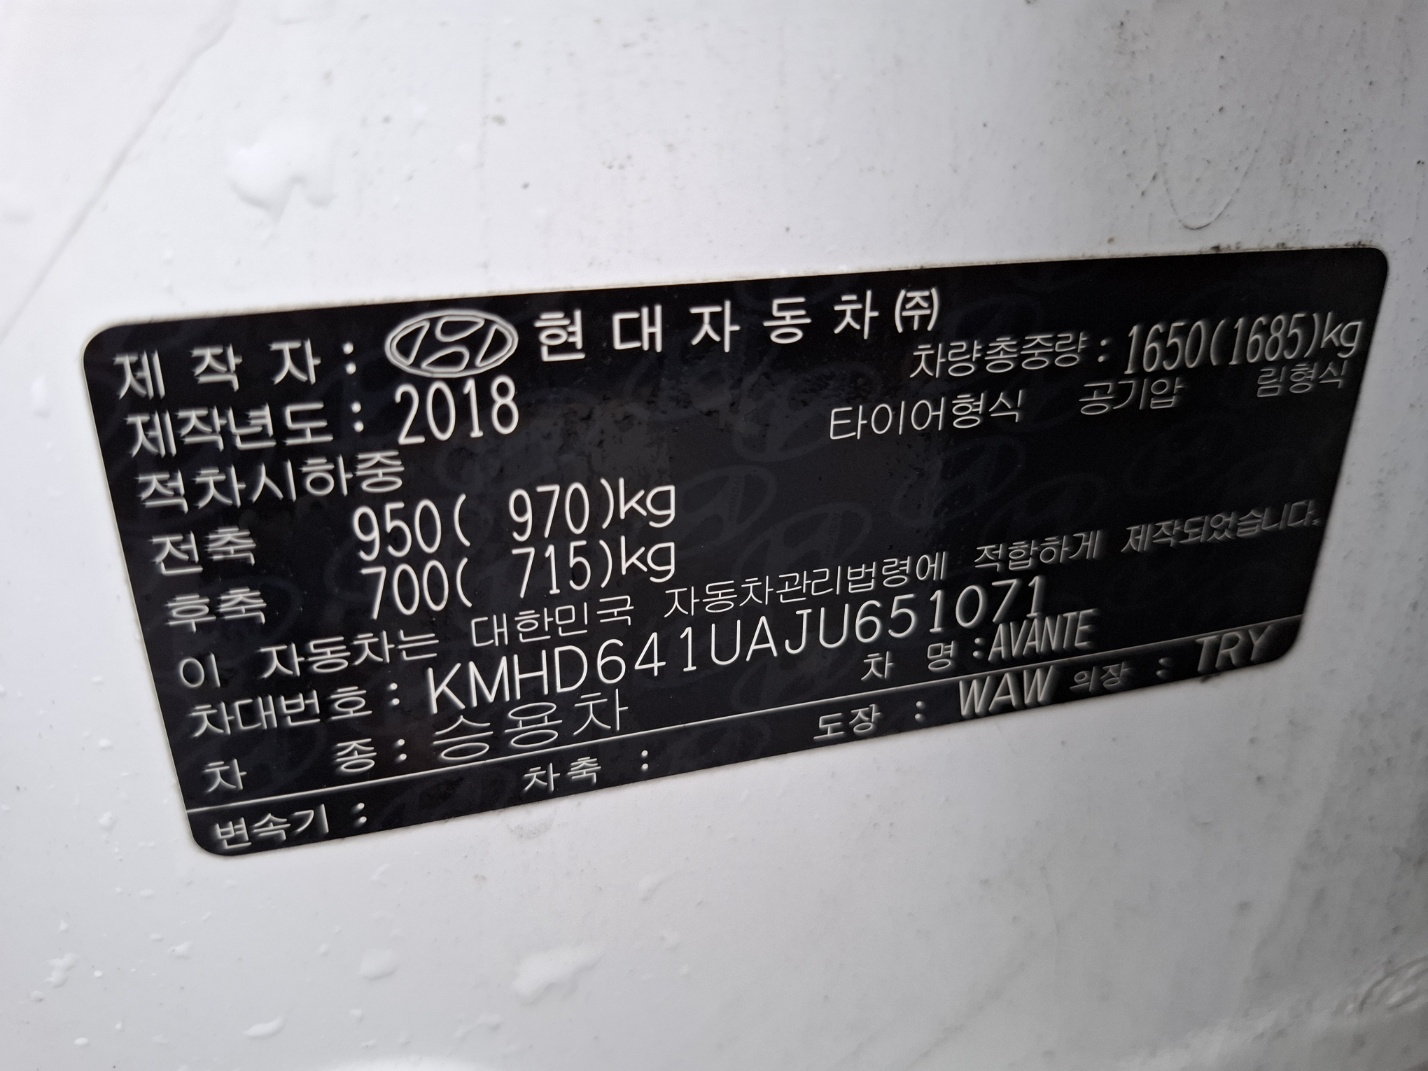 제 작 자 : HYUNDAI 현 대 자 동 차 ㈜
제작년도 : 2018
차량총중량 : 1650(1685)kg
적차시하중
타이어형식 공기압 림형식
전축 950( 970)kg
후축 700( 715)kg
이 자동차는 대한민국 자동차관리법령에 적합하게 제작되었습니다.
차대번호 : KMHD641UAJU651071
차 종 : 승용차 차 명 : AVANTE
변속기 : 차축 : 도장 : WAW 의장 : TRY